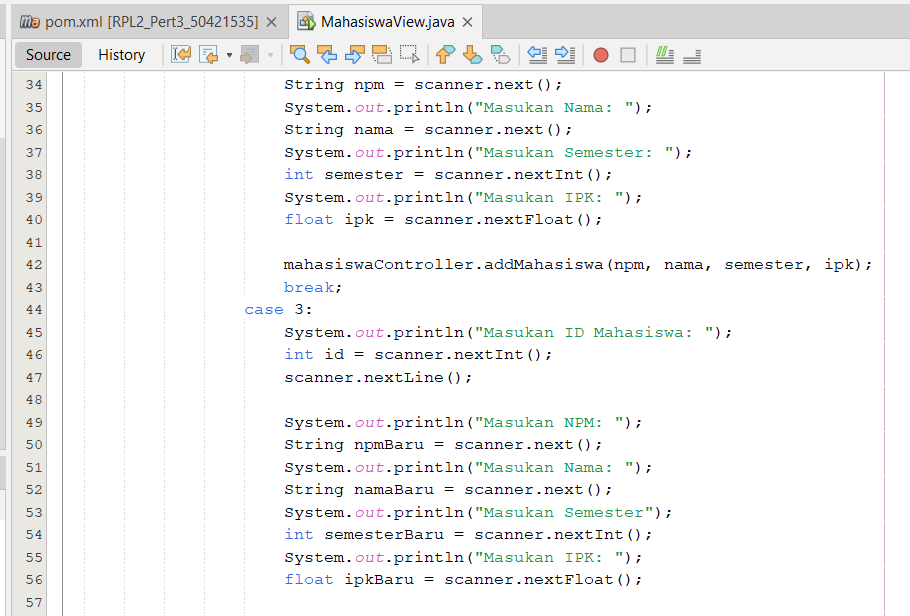 pom.xml [RPL2_Pert3_50421535] MahasiswaView.java
Source History
34 String npm = scanner.next();
35 System.out.println("Masukan Nama: ");
36 String nama = scanner.next();
37 System.out.println("Masukan Semester: ");
38 int semester = scanner.nextInt();
39 System.out.println("Masukan IPK: ");
40 float ipk = scanner.nextFloat();
41
42 mahasiswaController.addMahasiswa(npm, nama, semester, ipk);
43 break;
44 case 3:
45 System.out.println("Masukan ID Mahasiswa: ");
46 int id = scanner.nextInt();
47 scanner.nextLine();
48
49 System.out.println("Masukan NPM: ");
50 String npmBaru = scanner.next();
51 System.out.println("Masukan Nama: ");
52 String namaBaru = scanner.next();
53 System.out.println("Masukan Semester");
54 int semesterBaru = scanner.nextInt();
55 System.out.println("Masukan IPK: ");
56 float ipkBaru = scanner.nextFloat();
57